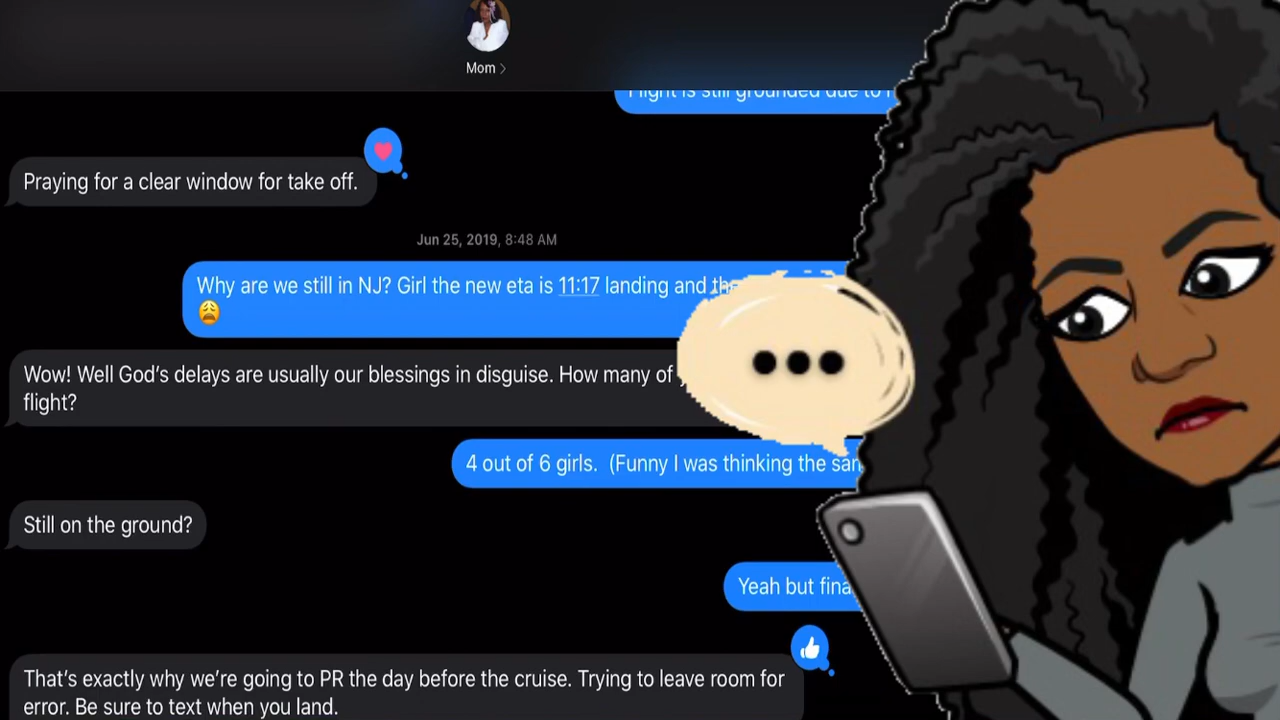 Mom
Flight is still grounded due to
Praying for a clear window for take off.
Jun 25, 2019, 8:48 AM
Why are we still in NJ? Girl the new eta is 11:17 landing and
😩
Wow! Well God's delays are usually our blessings in disguise. How many of
flight?
4 out of 6 girls. (Funny I was thinking the
Still on the ground?
Yeah but
That's exactly why we're going to PR the day before the cruise. Trying to leave room for
error. Be sure to text when you land.